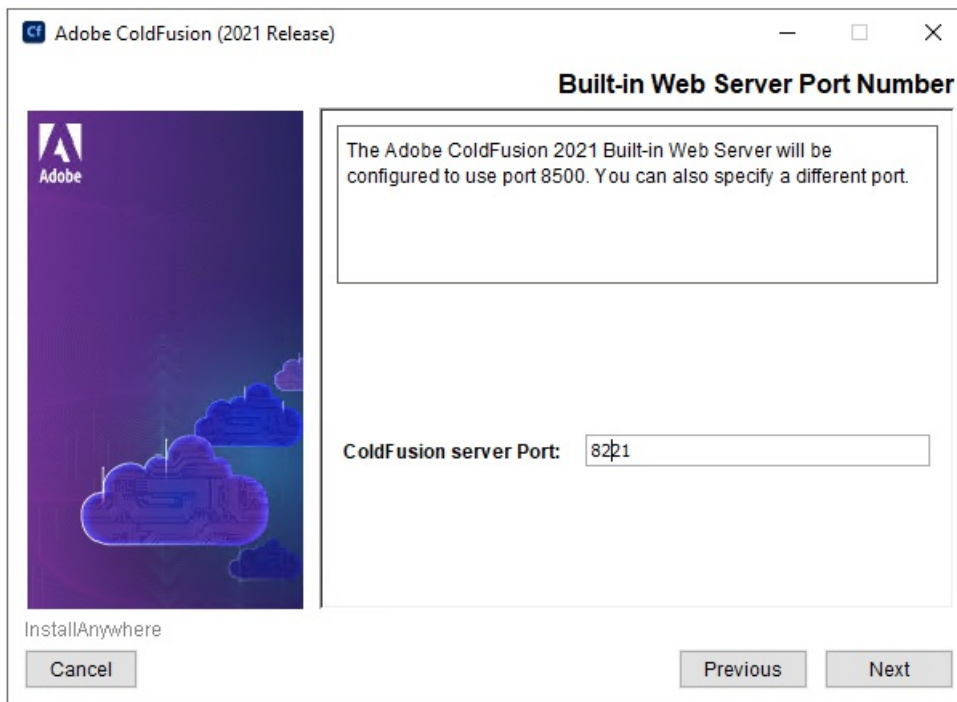 Cf Adobe ColdFusion (2021 Release)
Built-in Web Server Port Number
Adobe
The Adobe ColdFusion 2021 Built-in Web Server will be
configured to use port 8500. You can also specify a different port.
ColdFusion server Port: 8221
InstallAnywhere
Cancel Previous Next